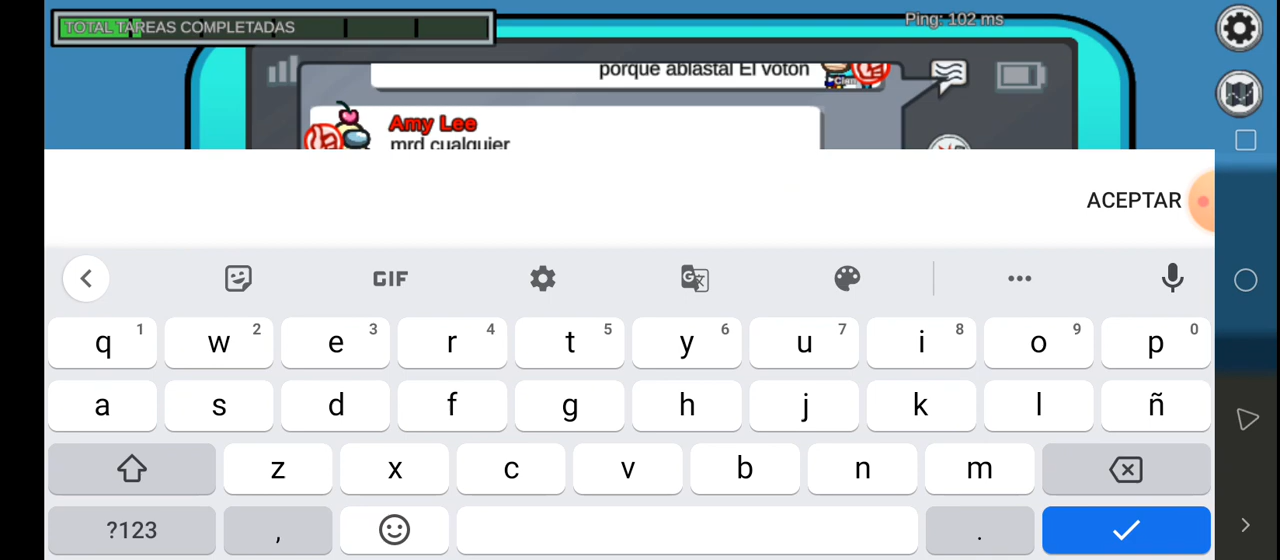 TOTAL TAREAS COMPLETADAS
Ping: 102 ms
porque ablastal El voton
Amy Lee
mrd cualquier
ACEPTAR
GIF
q 1 w 2 e 3 r 4 t 5 y 6 u 7 i 8 o 9 p 0
a s d f g h j k l ñ
z x c v b n m
?123 , .